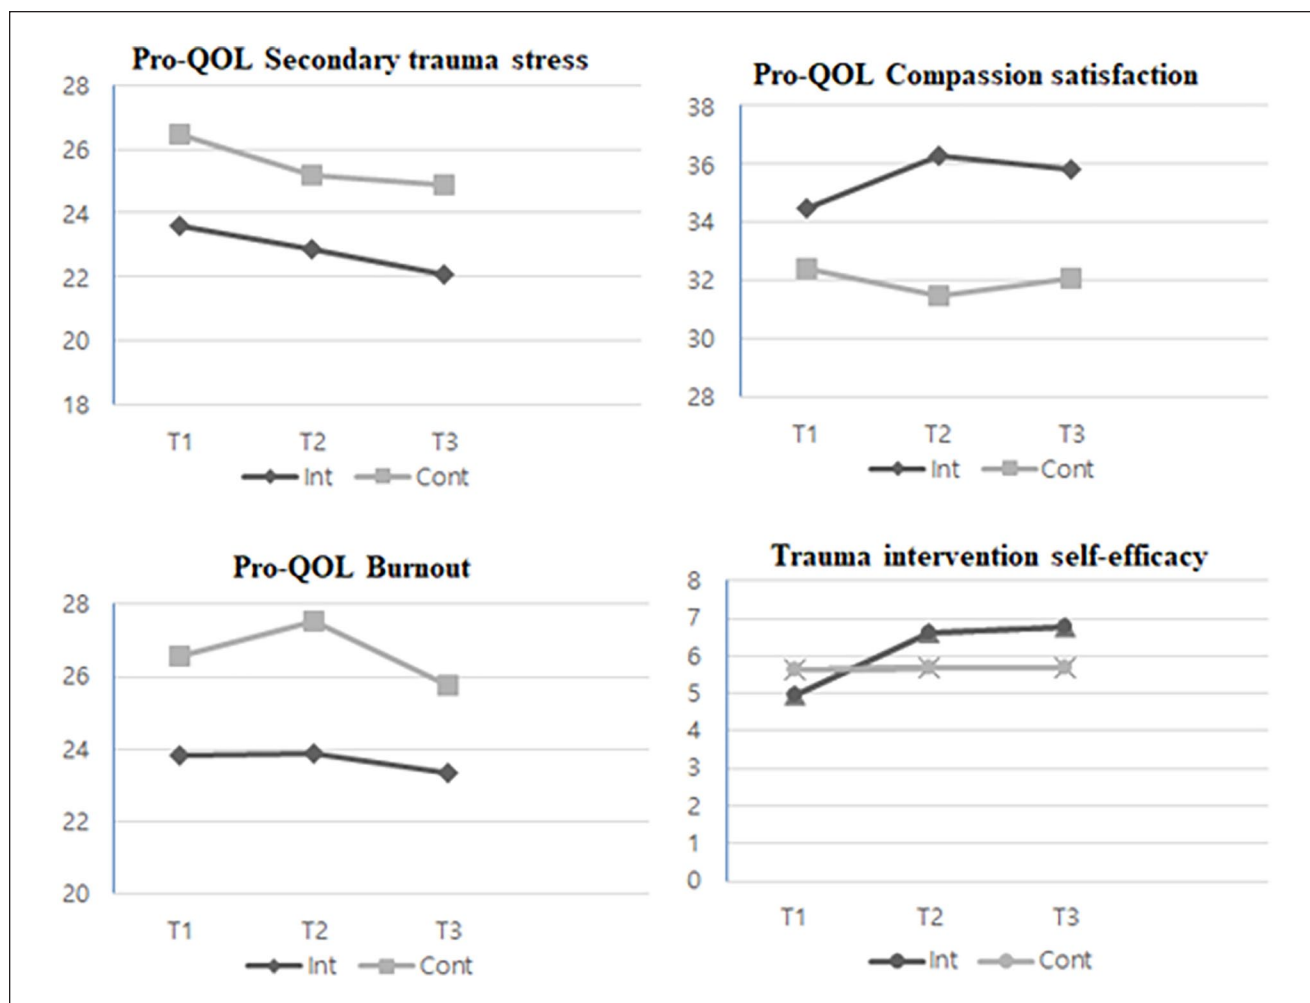 Pro-QOL Secondary trauma stress
28
26
24
22
20
18
T1 T2 T3
Int Cont
Pro-QOL Compassion satisfaction
38
36
34
32
30
28
T1 T2 T3
Int Cont
Pro-QOL Burnout
28
26
24
22
20
T1 T2 T3
Int Cont
Trauma intervention self-efficacy
8
7
6
5
4
3
2
1
0
T1 T2 T3
Int Cont